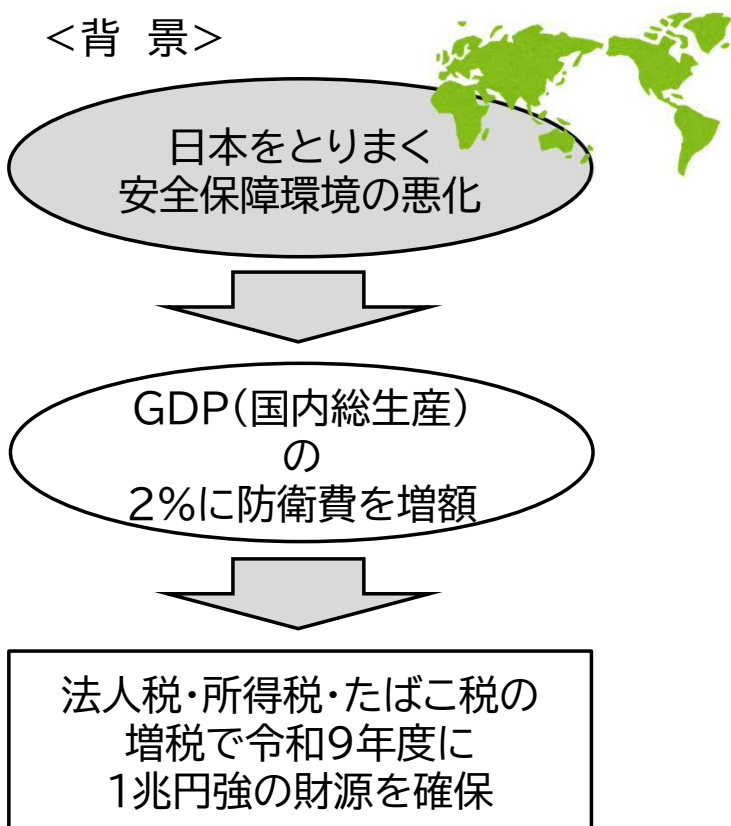 <背 景>
日本をとりまく
安全保障環境の悪化
GDP(国内総生産)
の
2%に防衛費を増額
法人税・所得税・たばこ税の
増税で令和9年度に
1兆円強の財源を確保